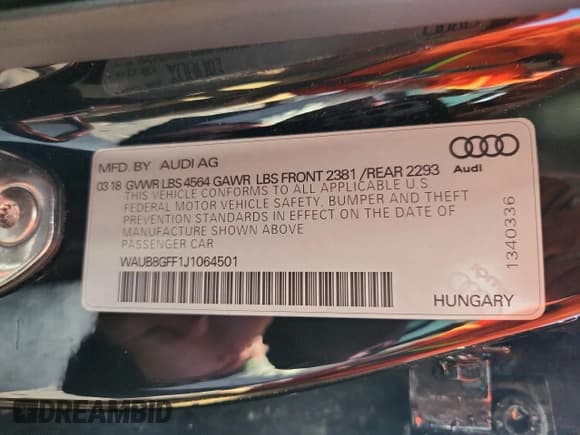 MFD. BY AUDI AG
Audi
03 18 GVWR LBS 4564 GAWR LBS FRONT 2381 /REAR 2293
THIS VEHICLE CONFORMS TO ALL APPLICABLE U.S.
FEDERAL MOTOR VEHICLE SAFETY, BUMPER AND THEFT
PREVENTION STANDARDS IN EFFECT ON THE DATE OF
MANUFACTURE SHOWN ABOVE
PASSENGER CAR
WAUB8GFF1J1064501
1340336
HUNGARY
DREAMBID